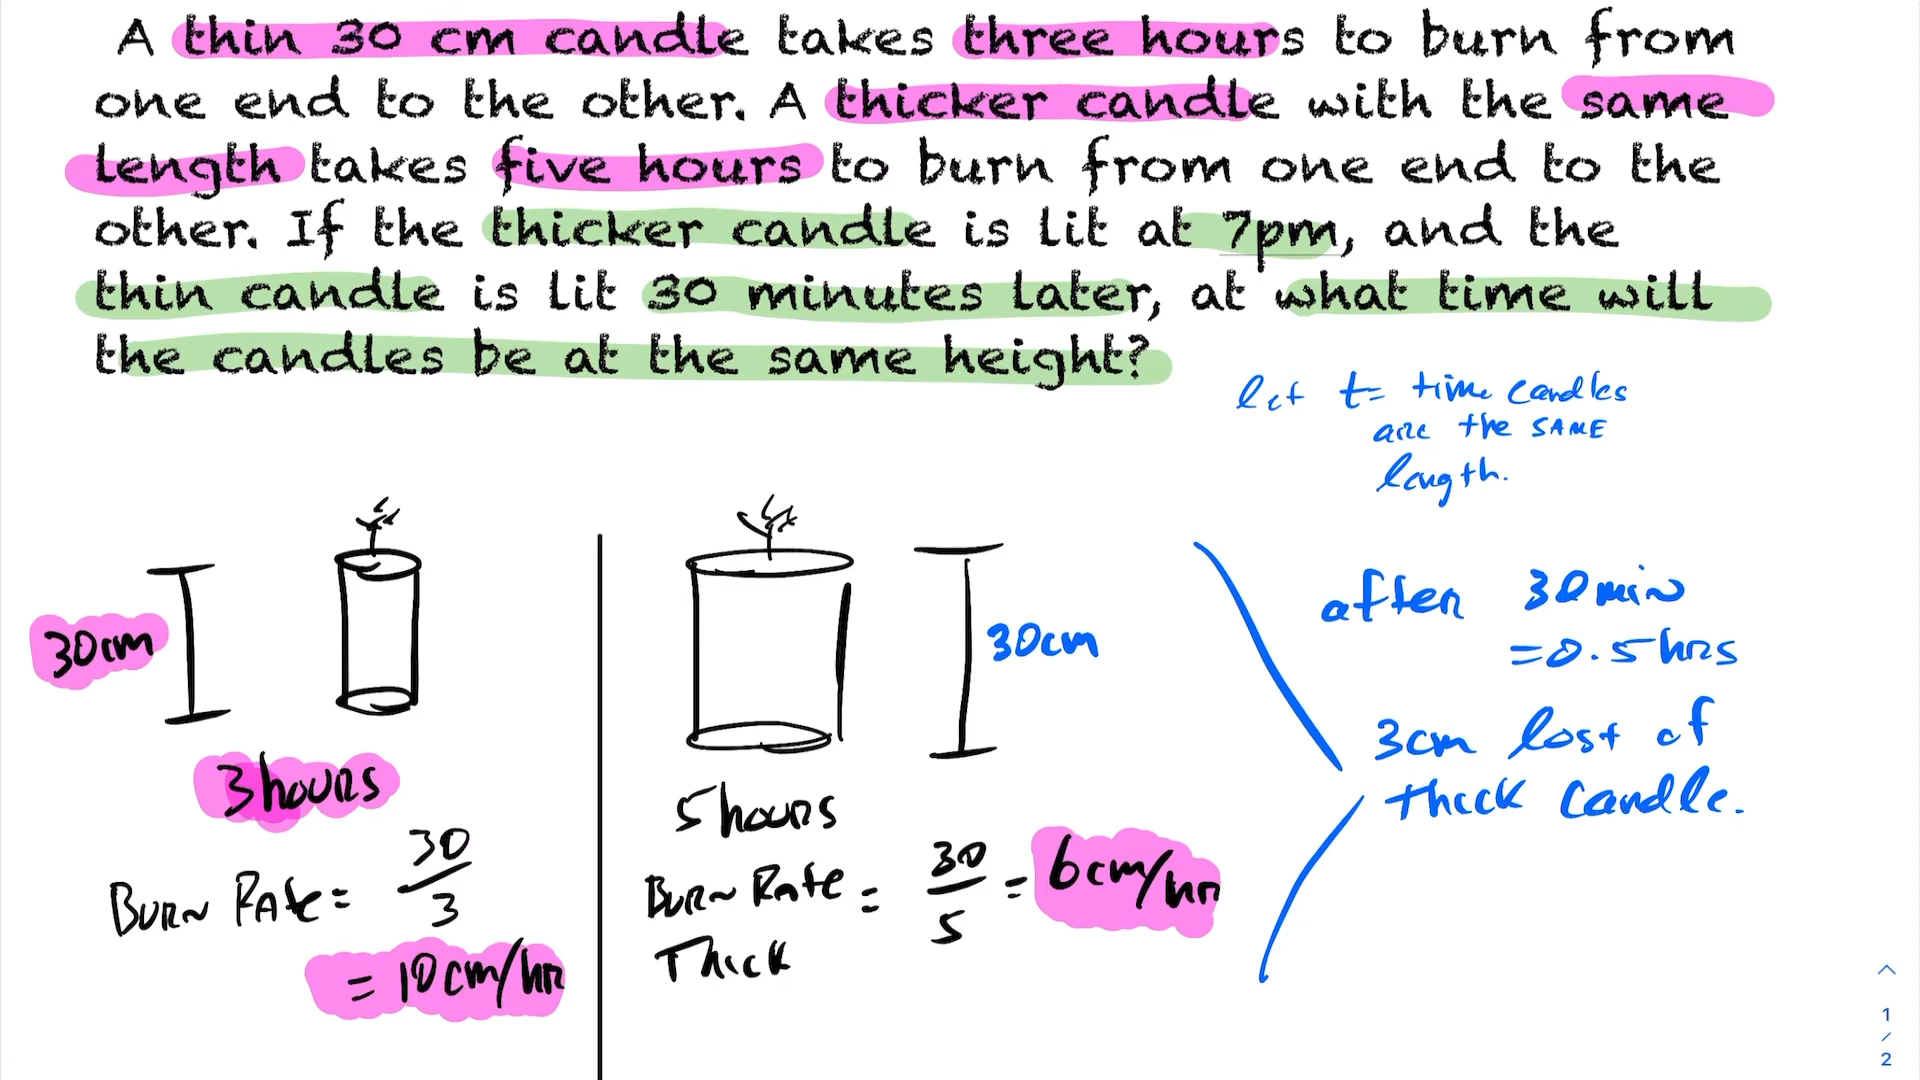 A thin 30 cm candle takes three hours to burn from
one end to the other. A thicker candle with the same
length takes five hours to burn from one end to the
other. If the thicker candle is lit at 7pm, and the
thin candle is lit 30 minutes later, at what time will
the candles be at the same height?
let t= time candles
are the SAME
length.
30cm
3 hours
Burn Rate = 30/3
= 10cm/hr
30cm
5 hours
Burn Rate = 30/5 = 6cm/hr
Thick
after 30min
=0.5hrs
3cm lost of
thick candle.
1
/
2